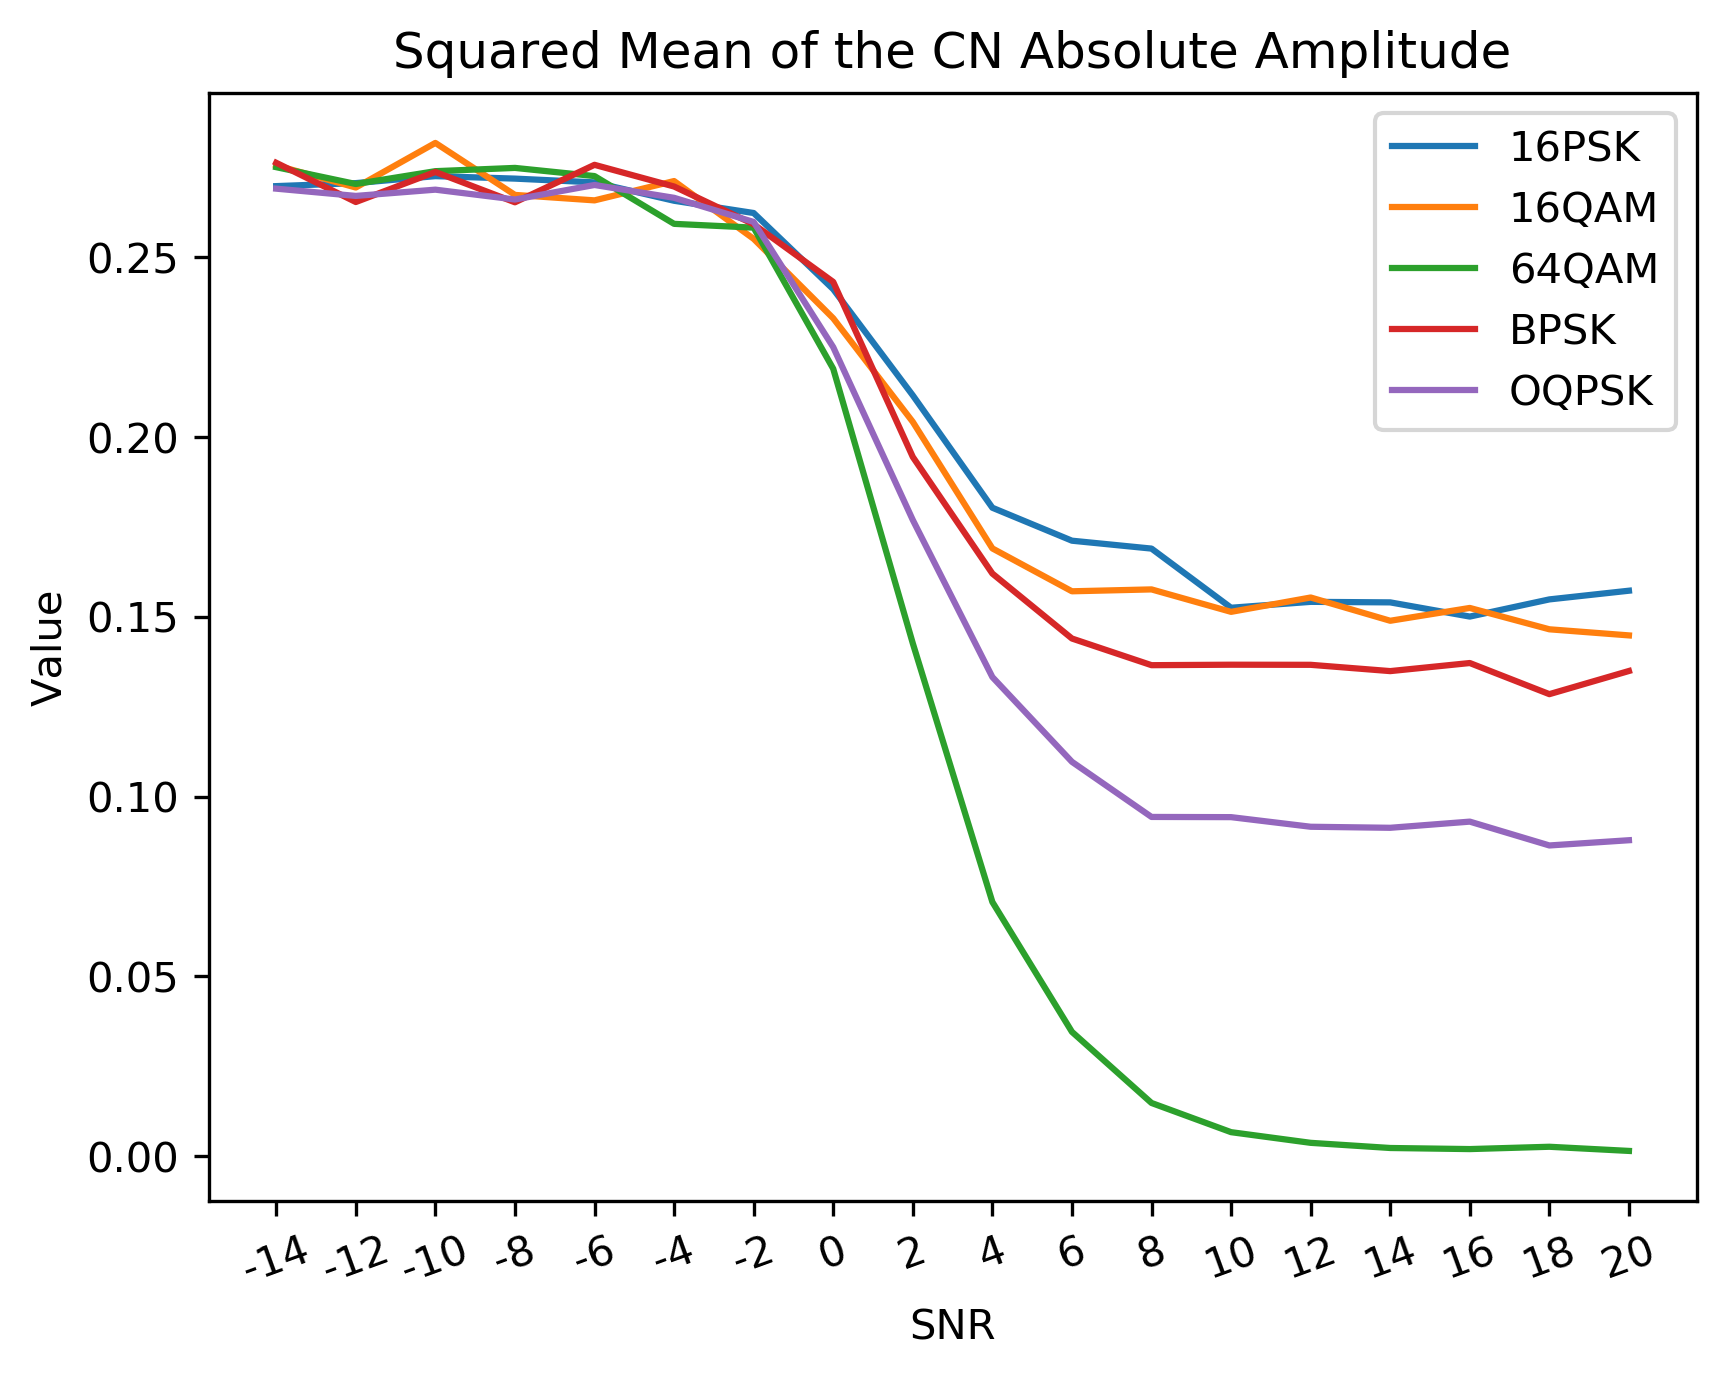 Squared Mean of the CN Absolute Amplitude
16PSK
16QAM
64QAM
BPSK
OQPSK
Value
0.25
0.20
0.15
0.10
0.05
0.00
-14 -12 -10 -8 -6 -4 -2 0 2 4 6 8 10 12 14 16 18 20
SNR